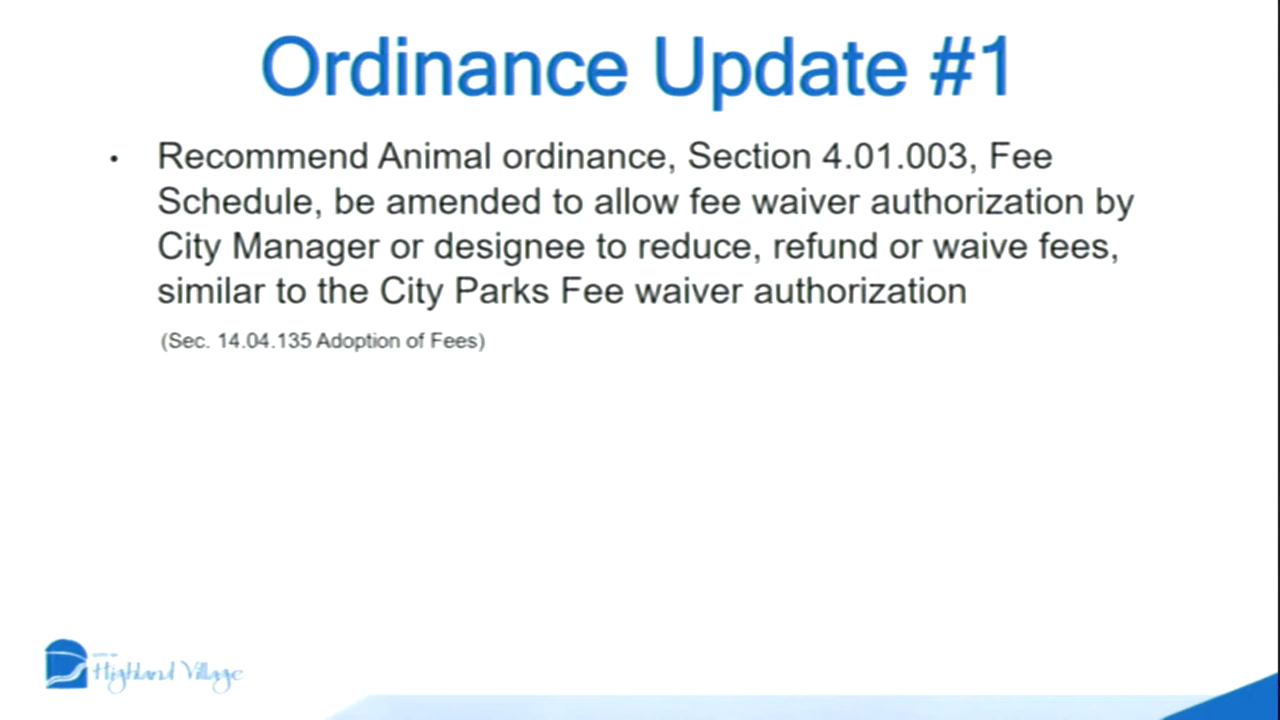 Ordinance Update #1
• Recommend Animal ordinance, Section 4.01.003, Fee
Schedule, be amended to allow fee waiver authorization by
City Manager or designee to reduce, refund or waive fees,
similar to the City Parks Fee waiver authorization
(Sec. 14.04.135 Adoption of Fees)
Highland Village